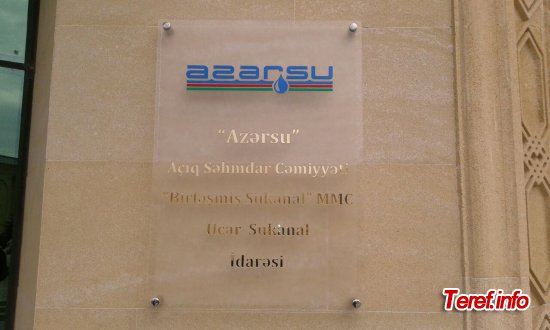 azərsu
"Azərsu"
Açıq Səhmdar Cəmiyyəti
"Birləşmiş Sukanal" MMC
Ucar Sukanal
İdarəsi
Teref.info